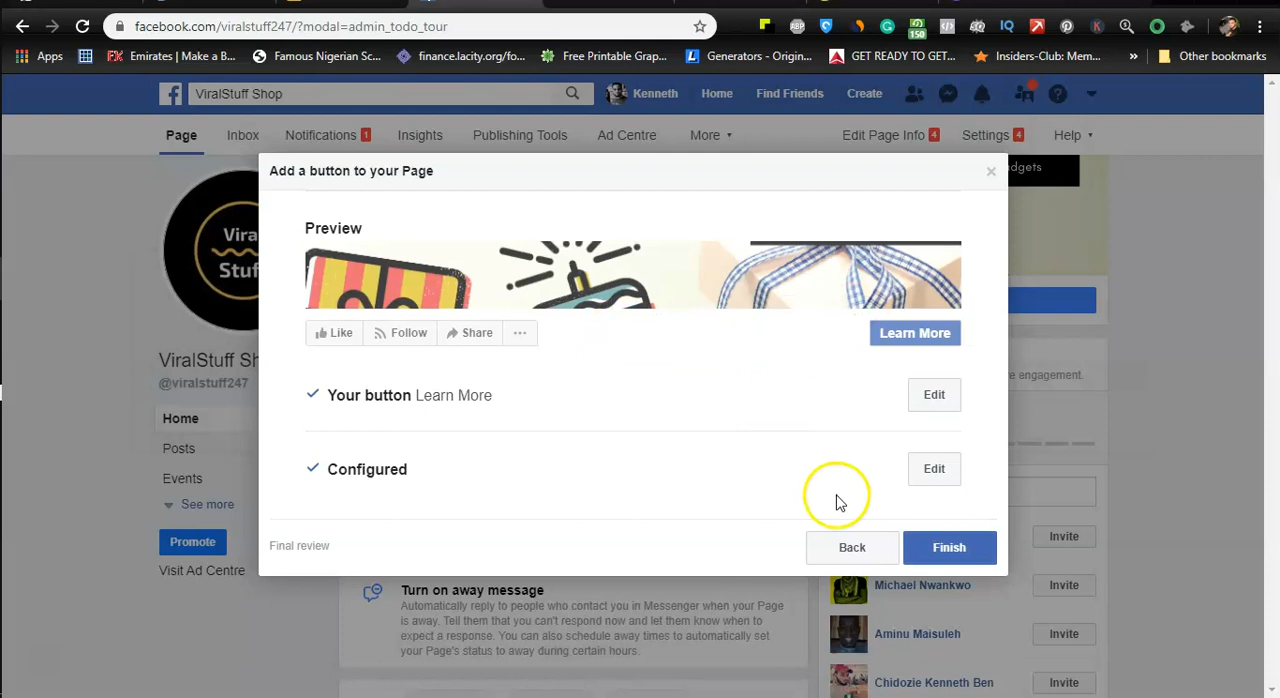 facebook.com/viralstuff247/?modal=admin_todo_tour
ABP
150
IQ
K
Apps
FX Emirates | Make a B...
Famous Nigerian Sc...
finance.lacity.org/fo...
Free Printable Grap...
L Generators - Origin...
GET READY TO GET...
Insiders-Club: Mem...
»
Other bookmarks
ViralStuff Shop
Kenneth
Home
Find Friends
Create
Page
Inbox
Notifications 1
Insights
Publishing Tools
Ad Centre
More
Edit Page Info 4
Settings 4
Help
Add a button to your Page
×
Preview
Like
Follow
Share
...
Learn More
Your button Learn More
Edit
Configured
Edit
Final review
Back
Finish
Vira
Stuf
ViralStuff Sh
@viralstuff247
Home
Posts
Events
See more
Promote
Visit Ad Centre
dgets
e engagement.
Turn on away message
Automatically reply to people who contact you in Messenger when your Page
is away. Tell them that you can't respond now and let them know when to
expect a response. You can also schedule away times to automatically set
your Page's status to away during certain hours.
Invite
Michael Nwankwo
Invite
Aminu Maisuleh
Invite
Chidozie Kenneth Ben
Invite